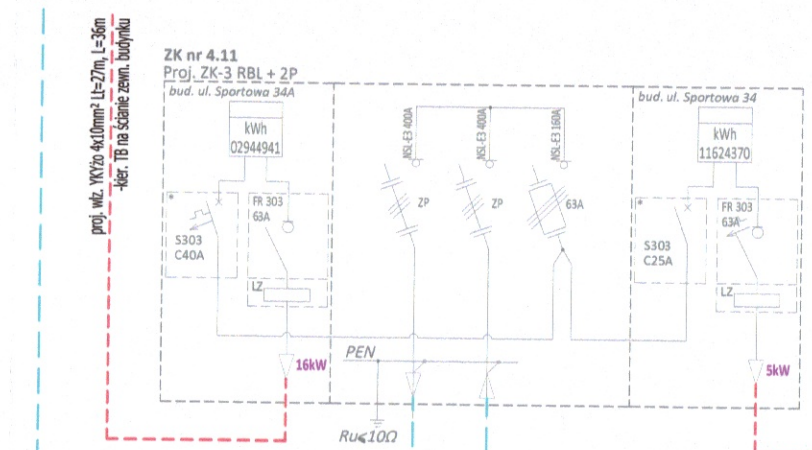 proj. wlz. YKYżo 4x10mm² Lt=27m, L=36m
-kier. TB na ścianie zewn. budynku
ZK nr 4.11
Proj. ZK-3 RBL + 2P
bud. ul. Sportowa 34A
kWh
02944941
*
S303
C40A
FR 303
63A
LZ
16kW
NSL-E3 400A
NSL-E3 400A
NSL-E3 160A
ZP
ZP
63A
PEN
Ru⩽10Ω
bud. ul. Sportowa 34
kWh
11624370
*
S303
C25A
FR 303
63A
LZ
5kW